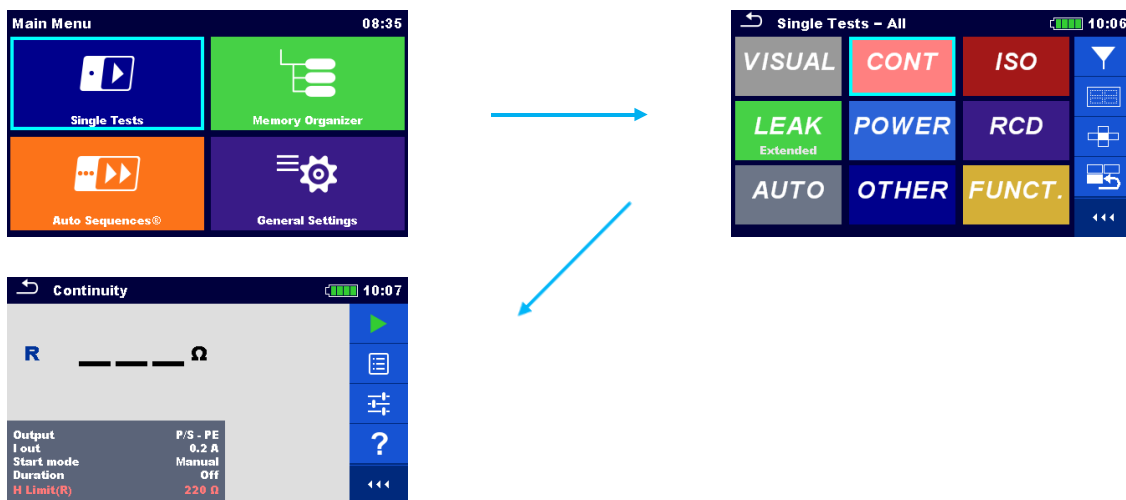 Main Menu 08:35
Single Tests
Memory Organizer
Auto Sequences®
General Settings
Single Tests – All 10:06
VISUAL CONT ISO
LEAK POWER RCD
Extended
AUTO OTHER FUNCT.
Continuity 10:07
R ___ Ω
?
Output P/S - PE
I out 0.2 A
Start mode Manual
Duration Off
H Limit(R) 220 Ω